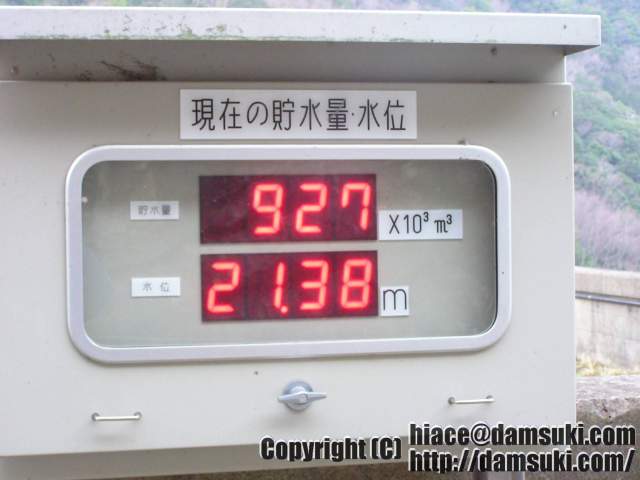 現在の貯水量・水位
貯水量 927 X10³ m³
水位 21.38 m
Copyright (C) hiace@damsuki.com
http://damsuki.com/